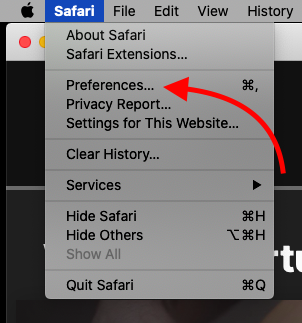 Safari File Edit View History
About Safari
Safari Extensions...
Preferences... ⌘,
Privacy Report...
Settings for This Website...
Clear History...
Services
Hide Safari ⌘H
Hide Others ⌥⌘H
Show All
Quit Safari ⌘Q